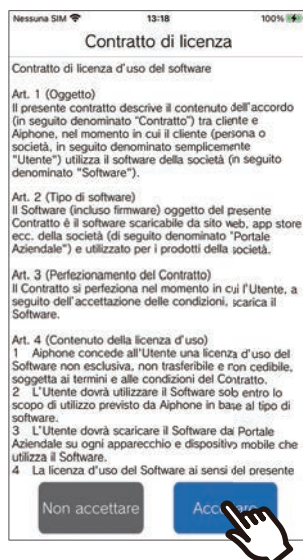 Nessuna SIM 13:18 100%
Contratto di licenza
Contratto di licenza d'uso del software
Art. 1 (Oggetto)
Il presente contratto descrive il contenuto dell'accordo
(in seguito denominato "Contratto") tra cliente e
Aiphone, nel momento in cui il cliente (persona o
società, in seguito denominato semplicemente
"Utente") utilizza il software della società (in seguito
denominato "Software").
Art. 2 (Tipo di software)
Il Software (incluso firmware) oggetto del presente
Contratto è il software scaricabile da sito web, app store
ecc. della società (di seguito denominato "Portale
Aziendale") e utilizzato per i prodotti della società.
Art. 3 (Perfezionamento del Contratto)
Il Contratto si perfeziona nel momento in cui l'Utente, a
seguito dell'accettazione delle condizioni, scarica il
Software.
Art. 4 (Contenuto della licenza d'uso)
1 Aiphone concede all'Utente una licenza d'uso del
Software non esclusiva, non trasferibile e non cedibile,
soggetta ai termini e alle condizioni del Contratto.
2 L'Utente dovrà utilizzare il Software solo entro lo
scopo di utilizzo previsto da Aiphone in base al tipo di
software.
3 L'Utente dovrà scaricare il Software dal Portale
Aziendale su ogni apparecchio e dispositivo mobile che
utilizza il Software.
4 La licenza d'uso del Software ai sensi del presente
Non accettare